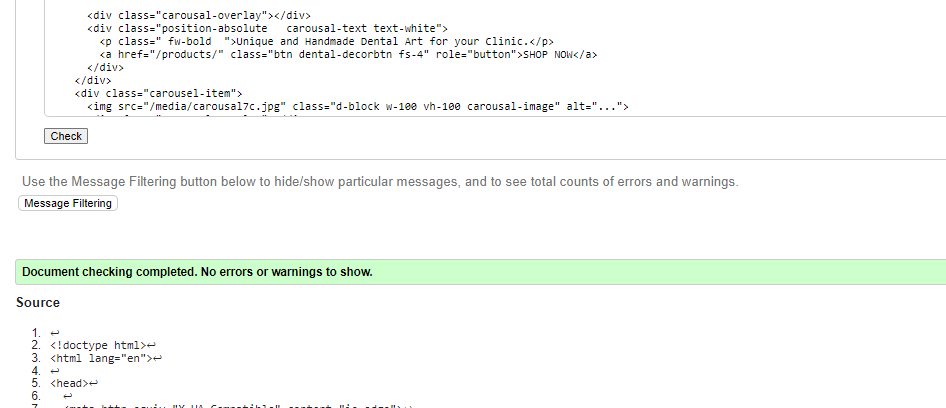 <div class="carousal-overlay"></div>
<div class="position-absolute   carousal-text text-white">
<p class=" fw-bold  ">Unique and Handmade Dental Art for your Clinic.</p>
<a href="/products/" class="btn dental-decorbtn fs-4" role="button">SHOP NOW</a>
</div>
</div>
<div class="carousel-item">
<img src="/media/carousal7c.jpg" class="d-block w-100 vh-100 carousal-image" alt="...">
Check
Use the Message Filtering button below to hide/show particular messages, and to see total counts of errors and warnings.
Message Filtering
Document checking completed. No errors or warnings to show.
Source
1. ↩
2. <!doctype html>↩
3. <html lang="en">↩
4. ↩
5. <head>↩
6. ↩